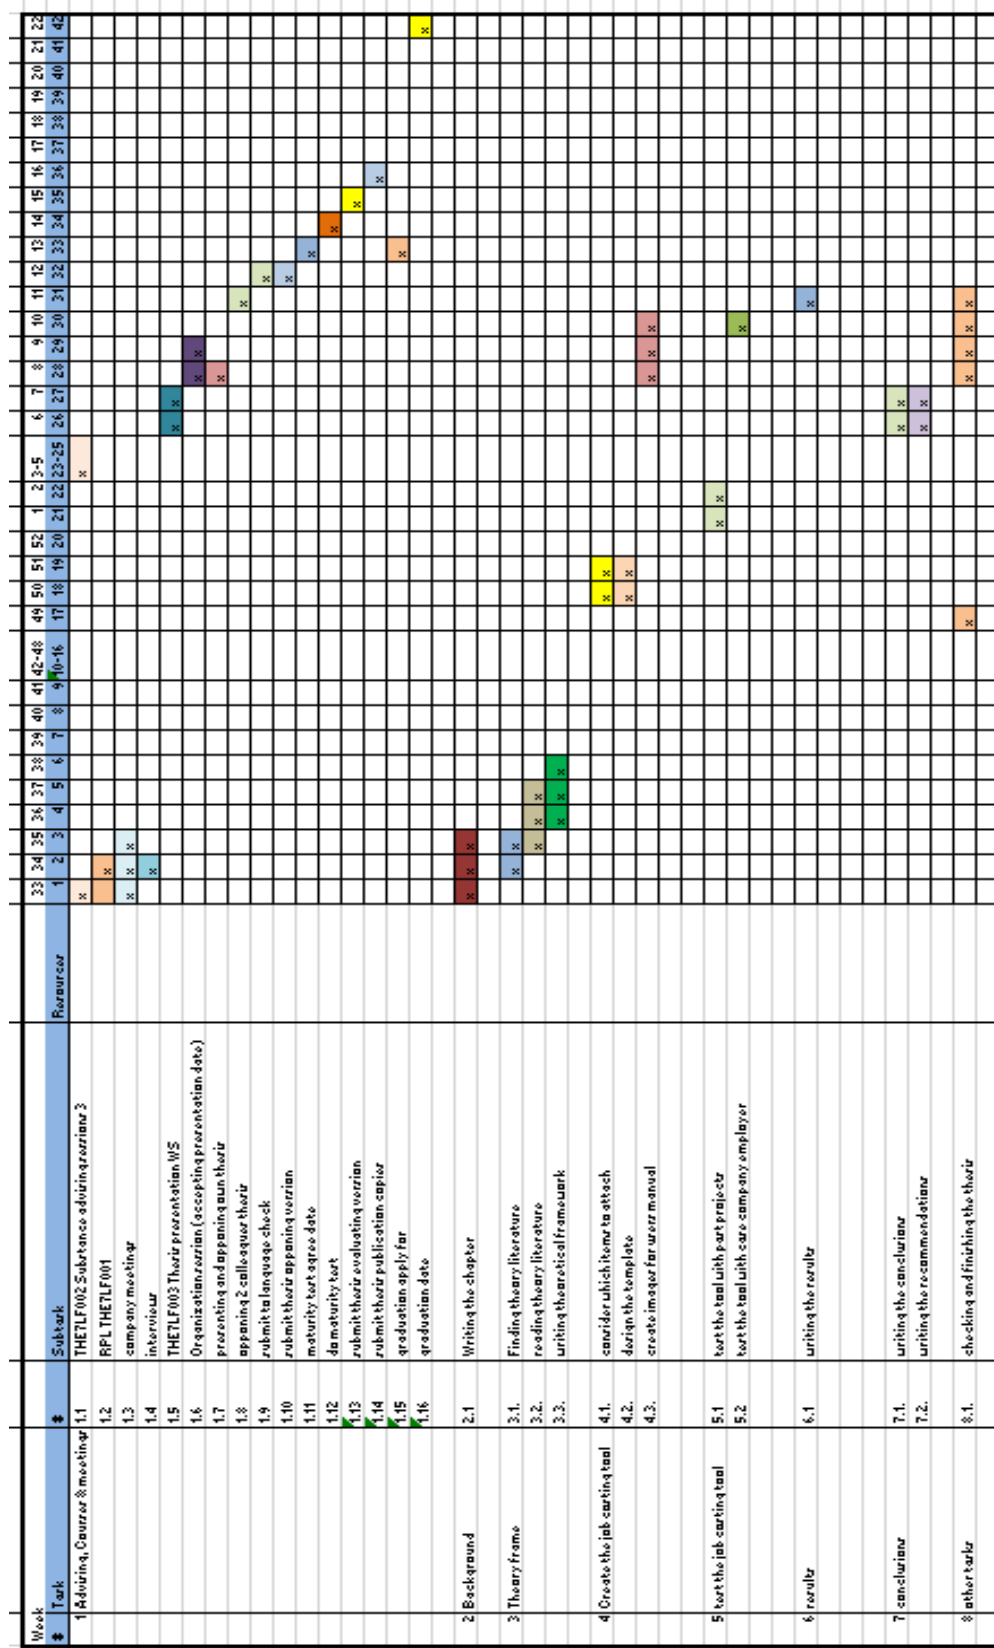 Week 33 34 35 36 37 38 39 40 41 42-48 49 50 51 52 1 2 3-5 6 7 8 9 10 11 12 13 14 15 16 17 18 19 20 21 22
# Task # Subtask Resources 1 2 3 4 5 6 7 8 9 10-16 17 18 19 20 21 22 23-25 26 27 28 29 30 31 32 33 34 35 36 37 38 39 40 41 42
1 Advising, Courses & meetings 1.1 THE7LF002 Substance advising sessions 3 x x
1.2 RPL THE7LF001 x
1.3 company meetings x x x
1.4 interviews x
1.5 THE7LF003 Thesis presentation WS x x
1.6 Organization session (accepting presentation date) x x
1.7 presenting and opponing own thesis x
1.8 opponing 2 colleagues thesis x
1.9 submit to language check x
1.10 submit thesis opponing version x
1.11 maturity test agree date x
1.12 do maturity test x
1.13 submit thesis evaluating version x
1.14 submit thesis publication copies x
1.15 graduation apply for x
1.16 graduation date x
2 Background 2.1 Writing the chapter x x x
3 Theory frame 3.1. Finding theory literature x x
3.2. reading theory literature x x x
3.3. writing theoretical framework x x x
4 Create the job costing tool 4.1. consider which items to attach x x
4.2. design the template x x
4.3. create images for users manual x x x
5 test the job costing tool 5.1 test the tool with past projects x x
5.2 test the tool with case company employer x
6 results 6.1 writing the results x
7 conclusions 7.1. writing the conclusions x x
7.2. writing the recommendations x x
8 other tasks 8.1. checking and finishing the thesis x x x x x